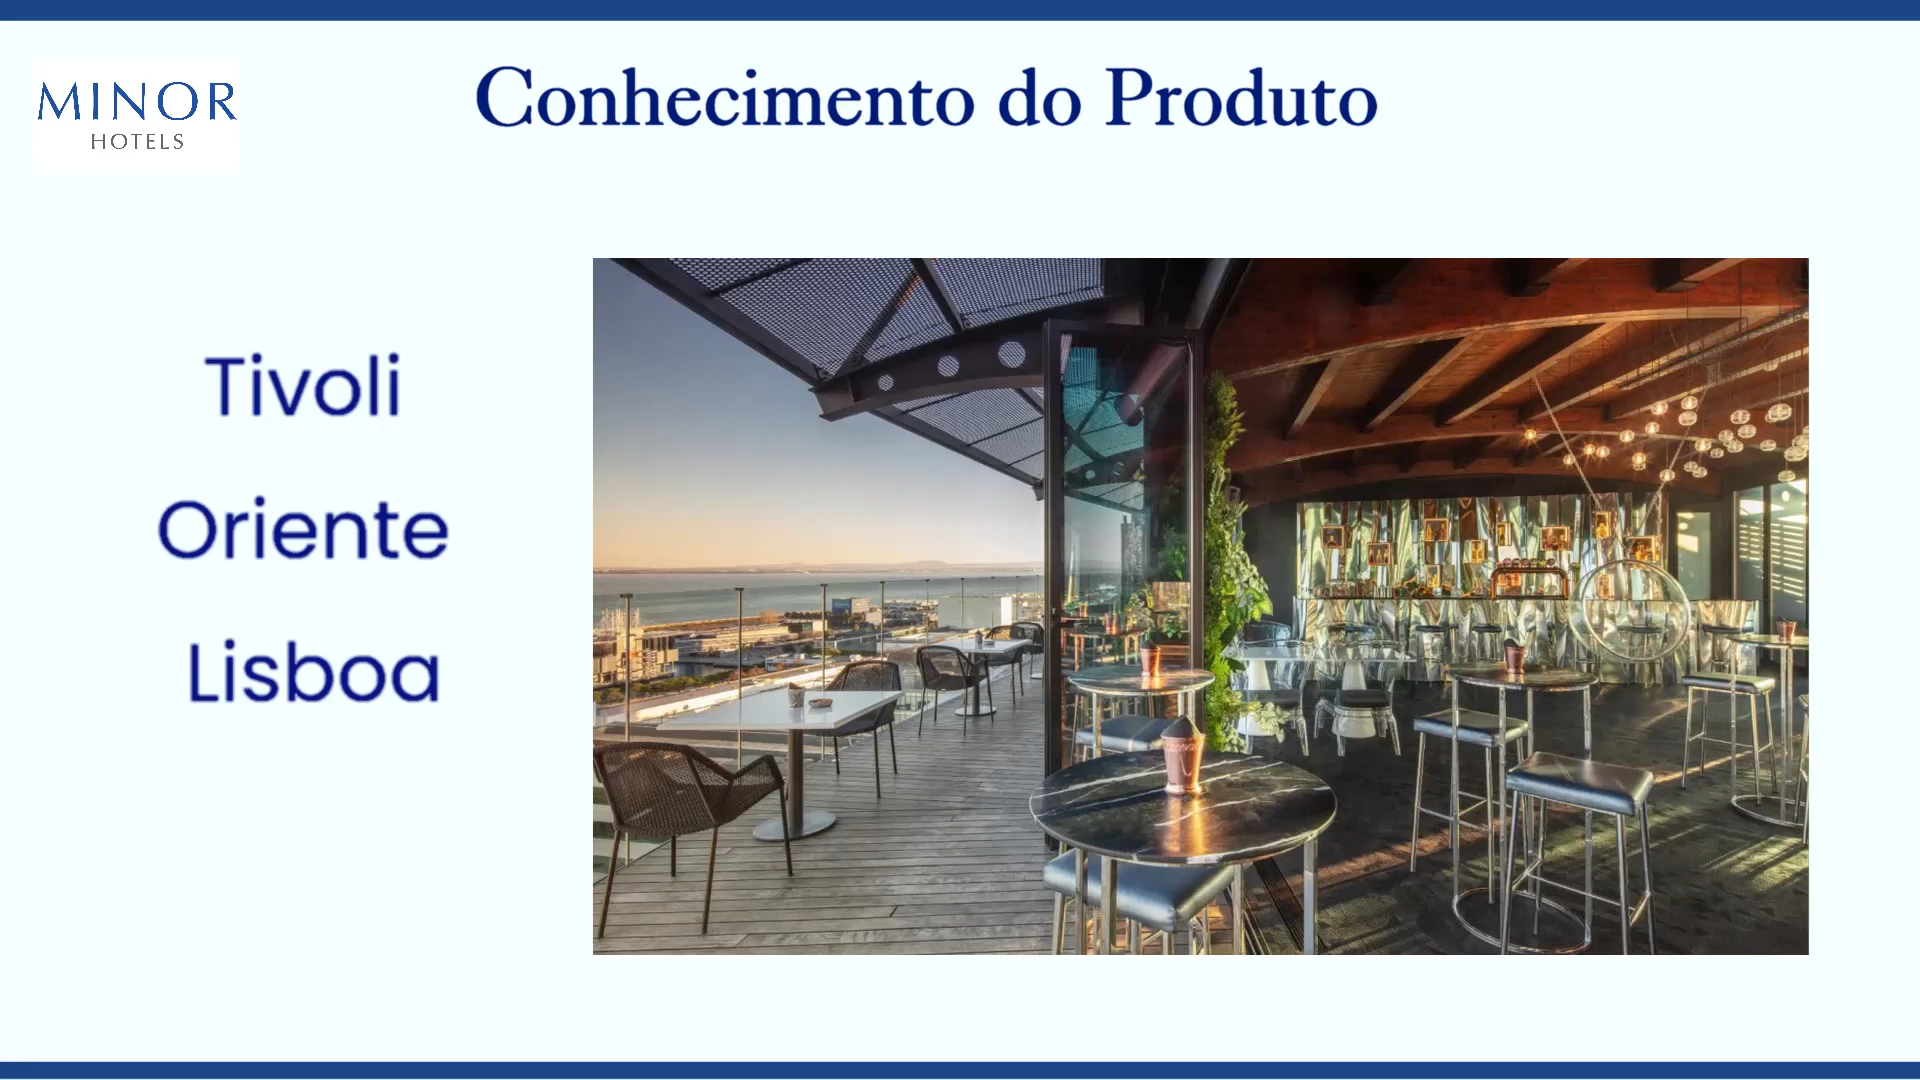 MINOR
HOTELS
Conhecimento do Produto
Tivoli
Oriente
Lisboa